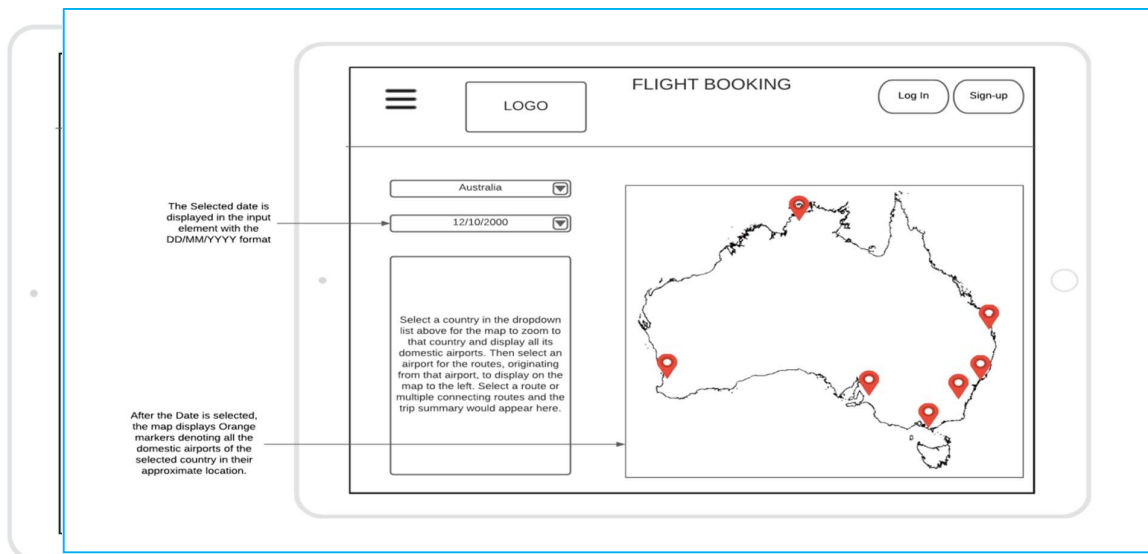 FLIGHT BOOKING
LOGO
Log In
Sign-up
Australia
12/10/2000
The Selected date is
displayed in the input
element with the
DD/MM/YYYY format
Select a country in the dropdown
list above for the map to zoom to
that country and display all its
domestic airports. Then select an
airport for the routes, originating
from that airport, to display on the
map to the left. Select a route or
multiple connecting routes and the
trip summary would appear here.
After the Date is selected,
the map displays Orange
markers denoting all the
domestic airports of the
selected country in their
approximate location.